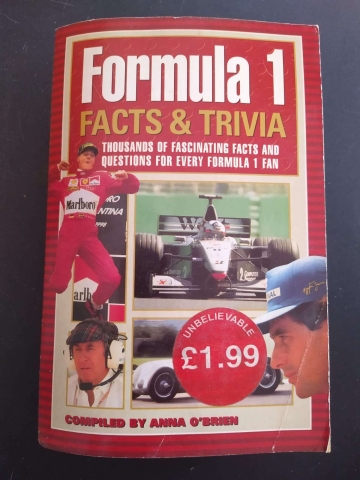 Formula 1
FACTS & TRIVIA
THOUSANDS OF FASCINATING FACTS AND
QUESTIONS FOR EVERY FORMULA 1 FAN
Marlboro
UNBELIEVABLE
£1.99
COMPILED BY ANNA O'BRIEN